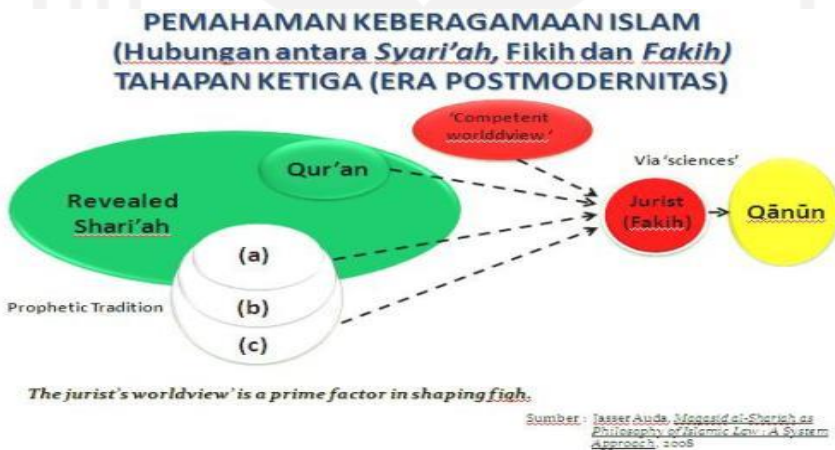 PEMAHAMAN KEBERAGAMAAN ISLAM
(Hubungan antara Syari'ah, Fikih dan Fakih)
TAHAPAN KETIGA (ERA POSTMODERNITAS)
'Competent
worlddview'
Qur'an
Via 'sciences'
Revealed
Shari'ah
Jurist
(Fakih)
Qānūn
(a)
Prophetic Tradition
(b)
(c)
The jurist's worldview' is a prime factor in shaping fiqh.
Sumber : Jasser Auda, Maqasid al-Shariah as
Philosophy of Islamic Law : A System
Approach, 2008